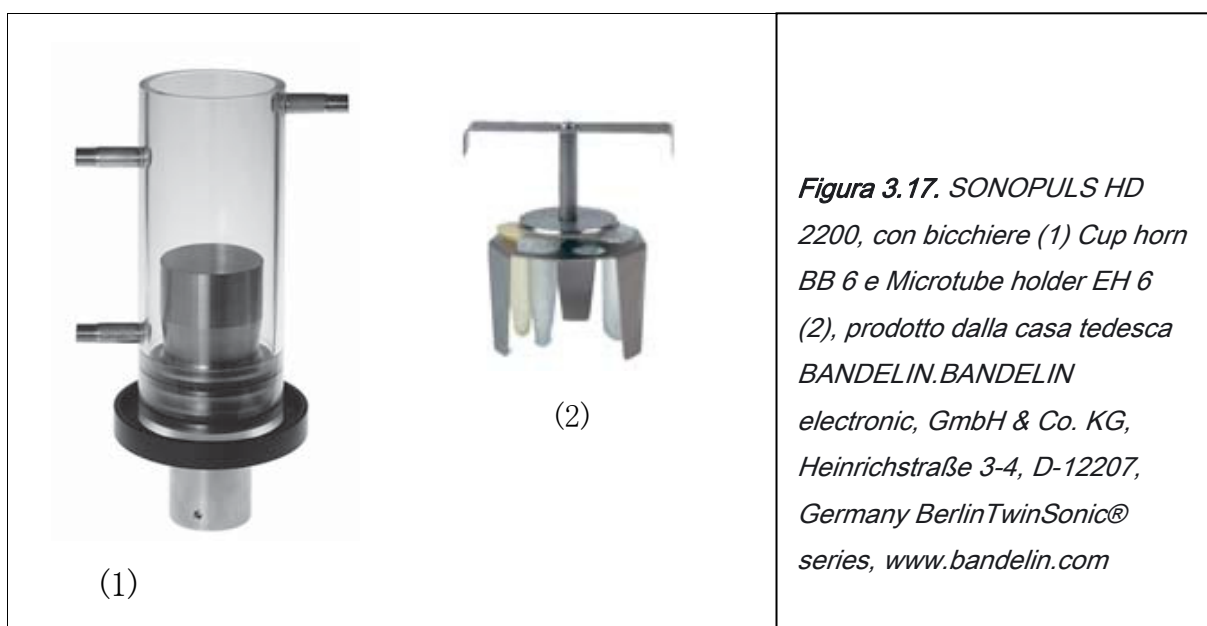 (1)
(2)
Figura 3.17. SONOPULS HD
2200, con bicchiere (1) Cup horn
BB 6 e Microtube holder EH 6
(2), prodotto dalla casa tedesca
BANDELIN.BANDELIN
electronic, GmbH & Co. KG,
Heinrichstraße 3-4, D-12207,
Germany BerlinTwinSonic®
series, www.bandelin.com